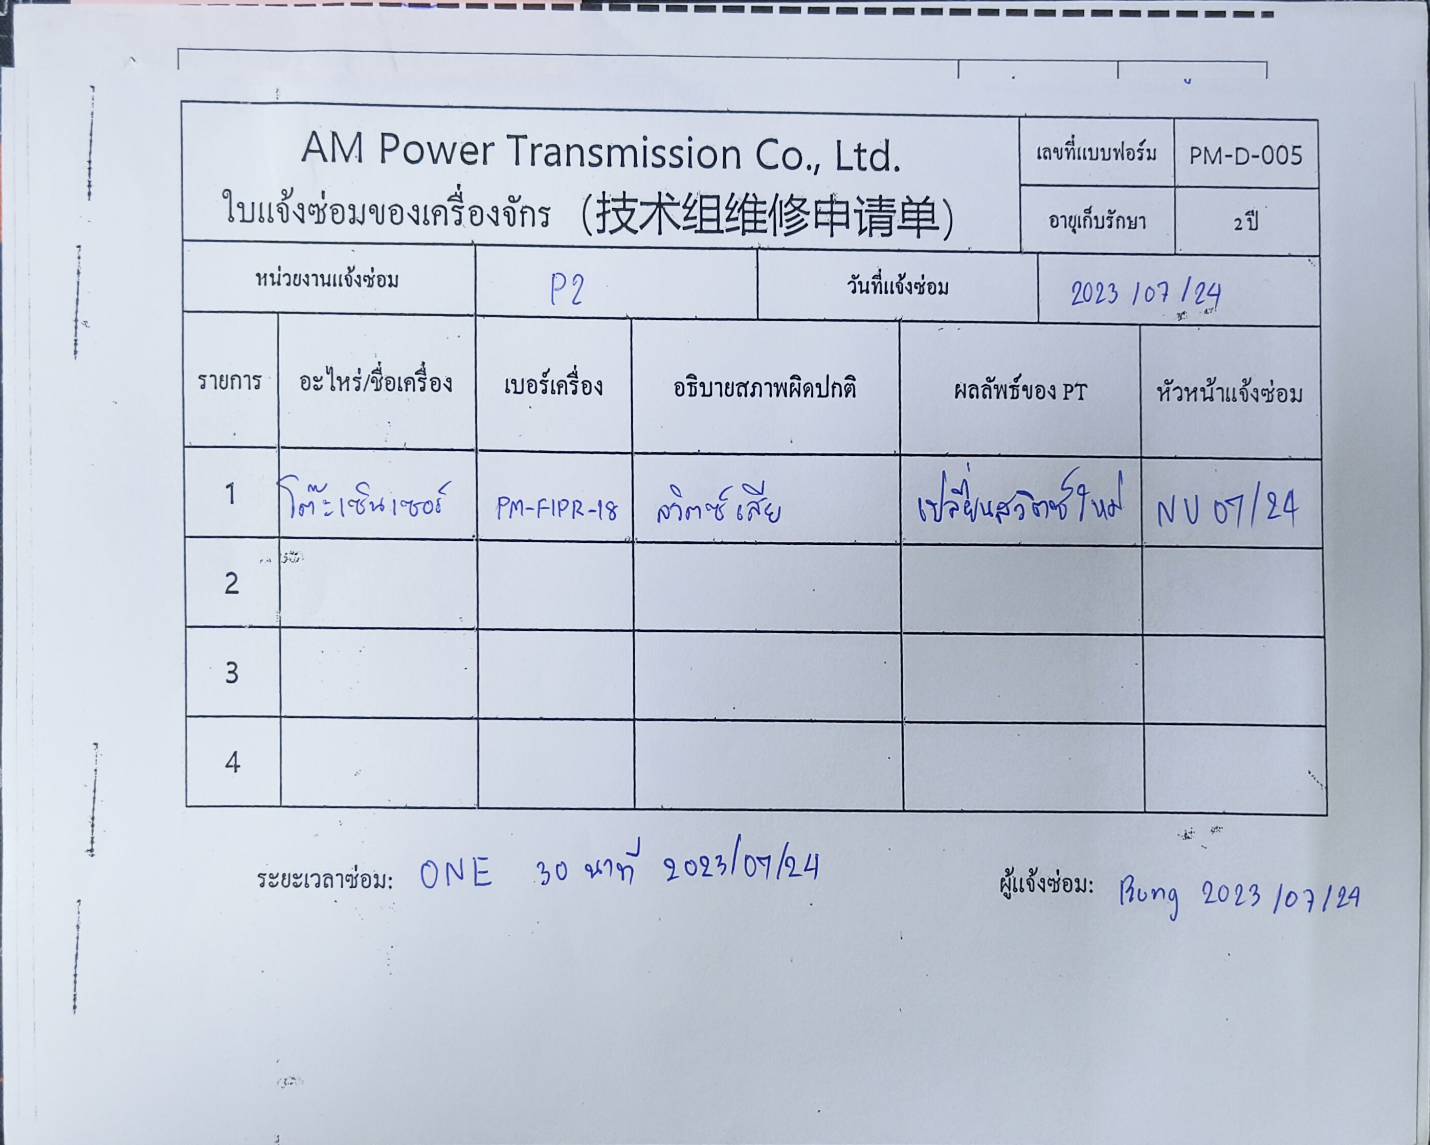 AM Power Transmission Co., Ltd.
ใบแจ้งซ่อมของเครื่องจักร (技术组维修申请单)
เลขที่แบบฟอร์ม PM-D-005
อายุเก็บรักษา 2 ปี
หน่วยงานแจ้งซ่อม P2 วันที่แจ้งซ่อม 2023/07/24
รายการ อะไหร่/ชื่อเครื่อง เบอร์เครื่อง อธิบายสภาพผิดปกติ ผลลัพธ์ของ PT หัวหน้าแจ้งซ่อม
1 โต๊ะเซินเซอร์ PM-FIPR-18 สวิตซ์เสีย เปลี่ยนสวิตซ์ใหม่ NU 07/24
2
3
4
ระยะเวลาซ่อม: ONE 30 นาที 2023/07/24 ผู้แจ้งซ่อม: Bung 2023/07/24